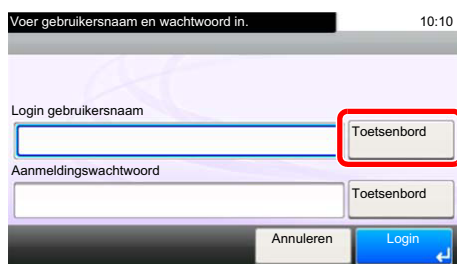 Voer gebruikersnaam en wachtwoord in. 10:10
Login gebruikersnaam
Toetsenbord
Aanmeldingswachtwoord
Toetsenbord
Annuleren Login